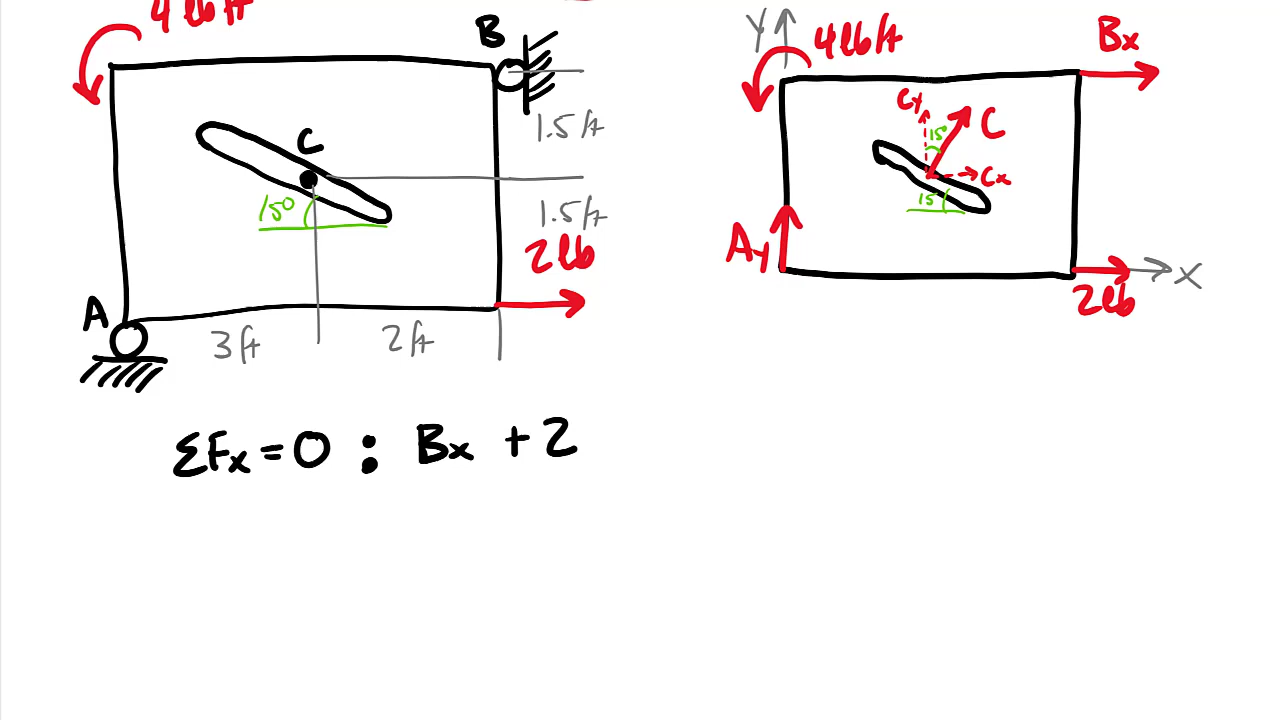 4 lb ft
B
1.5 ft
C
15°
1.5 ft
2 lb
A
3 ft
2 ft
Y
4 lb ft
Bx
Cy
15°
C
Cx
15
Ay
X
2 lb
ΣFx = 0 : Bx + 2